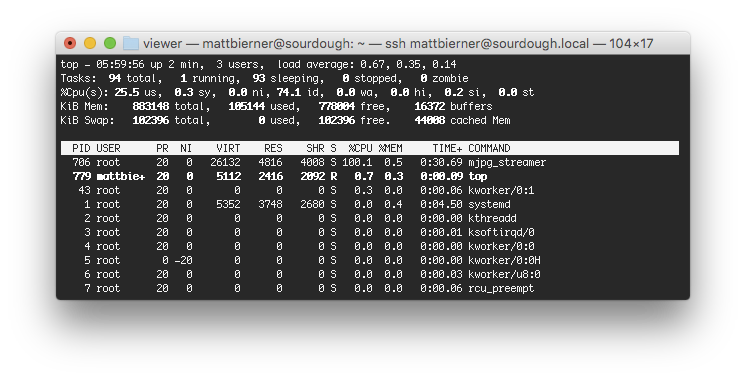 viewer — mattbierner@sourdough: ~ — ssh mattbierner@sourdough.local — 104×17
top - 05:59:56 up 2 min,  3 users,  load average: 0.67, 0.35, 0.14
Tasks:  94 total,   1 running,  93 sleeping,   0 stopped,   0 zombie
%Cpu(s): 25.5 us,  0.3 sy,  0.0 ni, 74.1 id,  0.0 wa,  0.0 hi,  0.2 si,  0.0 st
KiB Mem:    883148 total,   105144 used,   778004 free,    16372 buffers
KiB Swap:   102396 total,        0 used,   102396 free.    44008 cached Mem
PID USER      PR  NI    VIRT    RES    SHR S  %CPU %MEM     TIME+ COMMAND
706 root      20   0   26132   4816   4008 S 100.1  0.5   0:30.69 mjpg_streamer
779 mattbie+  20   0    5112   2416   2092 R   0.7  0.3   0:00.09 top
43 root      20   0       0      0      0 S   0.3  0.0   0:00.06 kworker/0:1
1 root      20   0    5352   3748   2680 S   0.0  0.4   0:04.50 systemd
2 root      20   0       0      0      0 S   0.0  0.0   0:00.00 kthreadd
3 root      20   0       0      0      0 S   0.0  0.0   0:00.01 ksoftirqd/0
4 root      20   0       0      0      0 S   0.0  0.0   0:00.00 kworker/0:0
5 root       0 -20       0      0      0 S   0.0  0.0   0:00.00 kworker/0:0H
6 root      20   0       0      0      0 S   0.0  0.0   0:00.03 kworker/u8:0
7 root      20   0       0      0      0 S   0.0  0.0   0:00.06 rcu_preempt